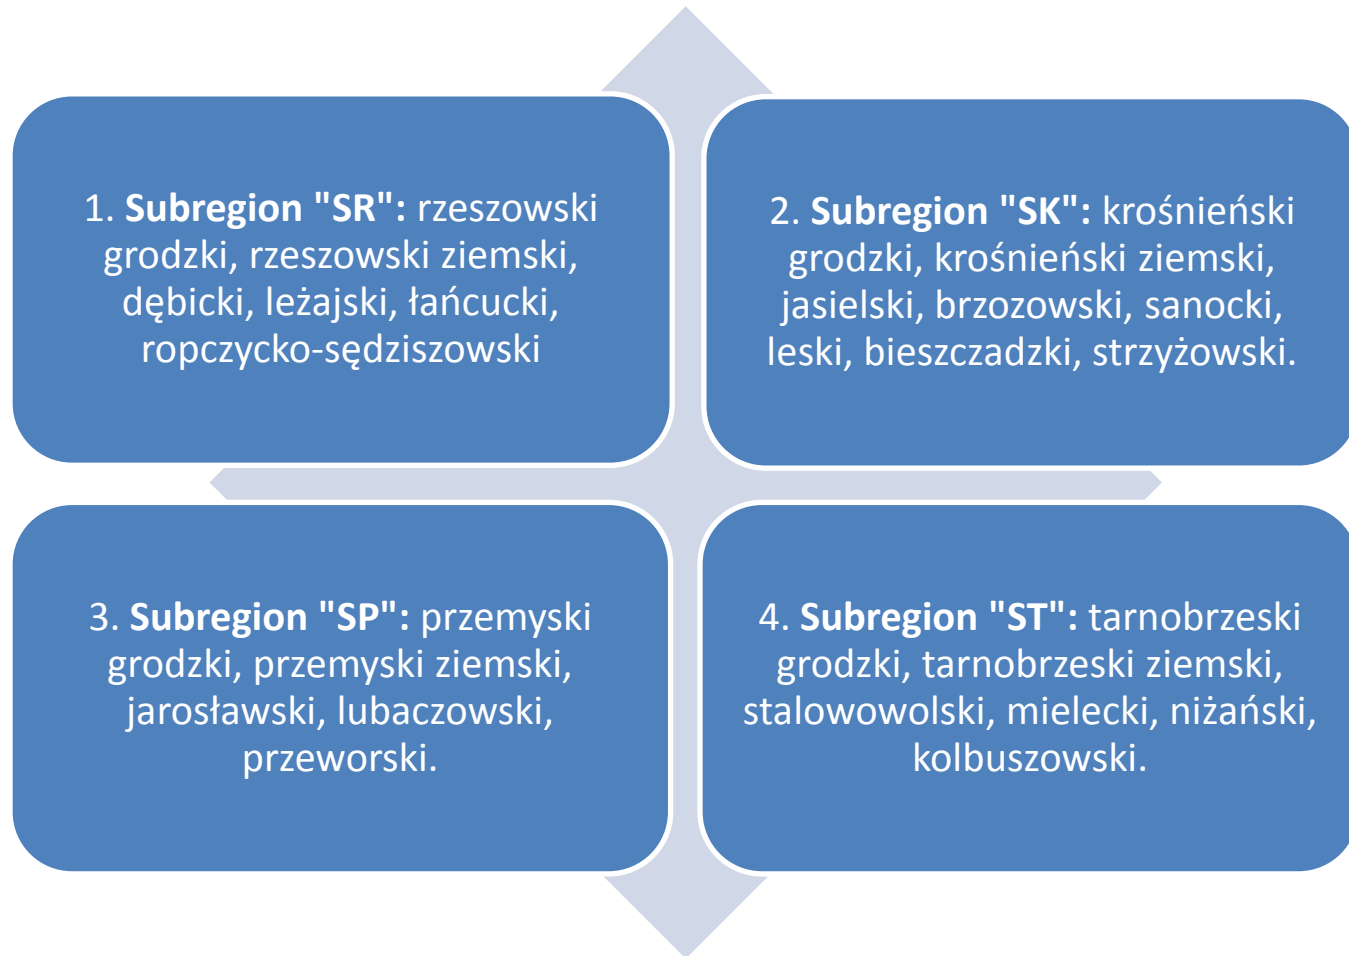 1. Subregion "SR": rzeszowski
grodzki, rzeszowski ziemski,
dębicki, leżajski, łańcucki,
ropczycko-sędziszowski
2. Subregion "SK": krośnieński
grodzki, krośnieński ziemski,
jasielski, brzozowski, sanocki,
leski, bieszczadzki, strzyżowski.
3. Subregion "SP": przemyski
grodzki, przemyski ziemski,
jarosławski, lubaczowski,
przeworski.
4. Subregion "ST": tarnobrzeski
grodzki, tarnobrzeski ziemski,
stalowowolski, mielecki, niżański,
kolbuszowski.